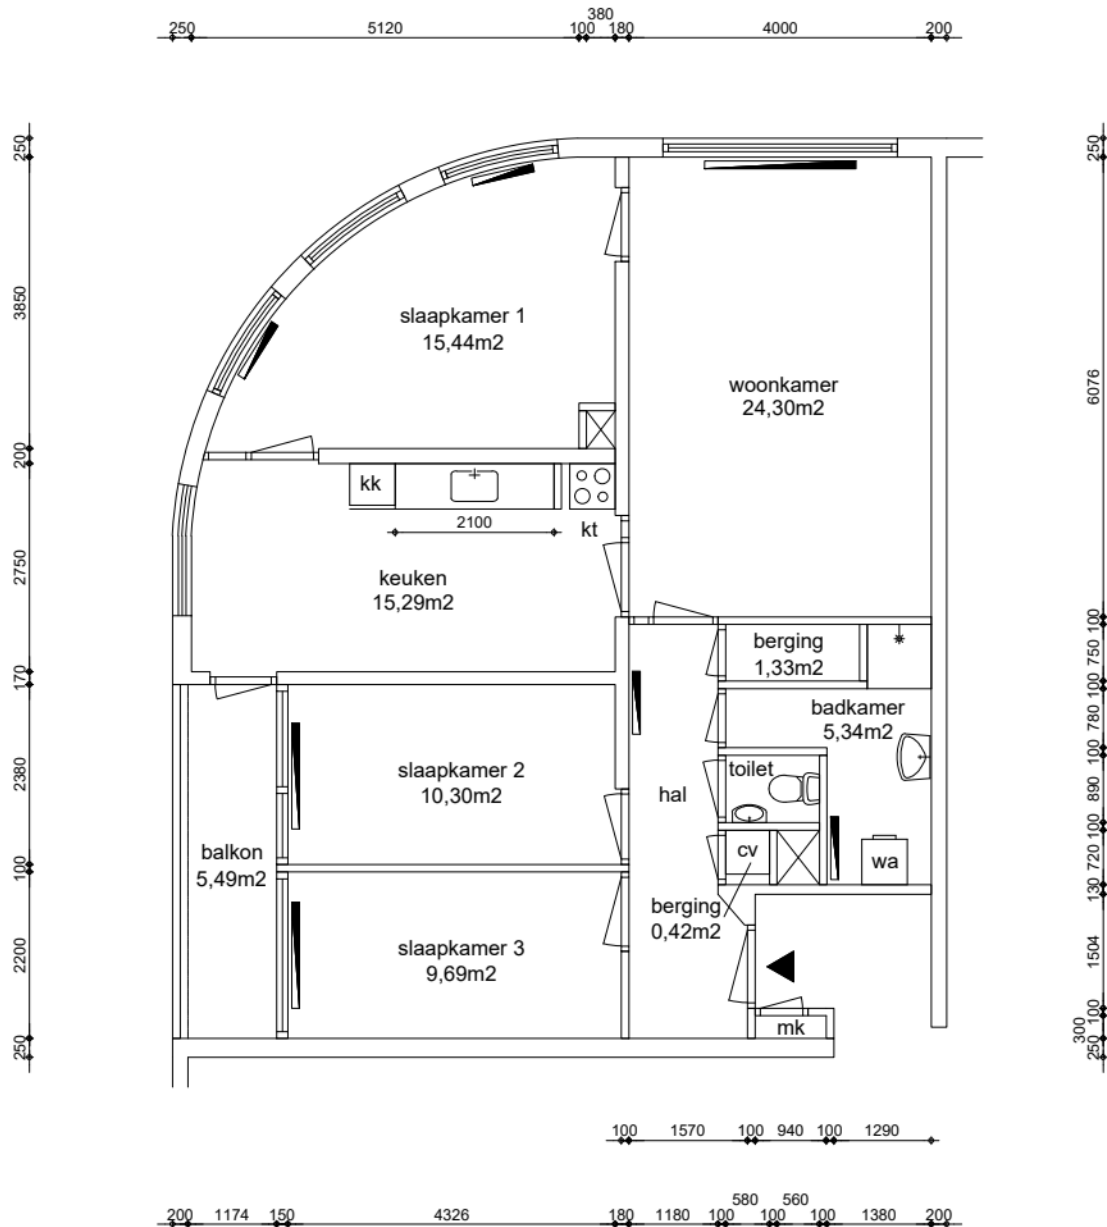 380
250 5120 100 180 4000 200
250
3850
200
2750
170
2380
100
2200
250
250
6076
100
750
100
780
100
890
100
720
130
1504
100
300
250
slaapkamer 1
15,44m2
woonkamer
24,30m2
kk
2100
kt
keuken
15,29m2
berging
1,33m2
badkamer
5,34m2
toilet
slaapkamer 2
10,30m2
hal
balkon
5,49m2
cv
wa
berging
0,42m2
slaapkamer 3
9,69m2
mk
100 1570 100 940 100 1290
580 560
200 1174 150 4326 180 1180 100 100 100 1380 200